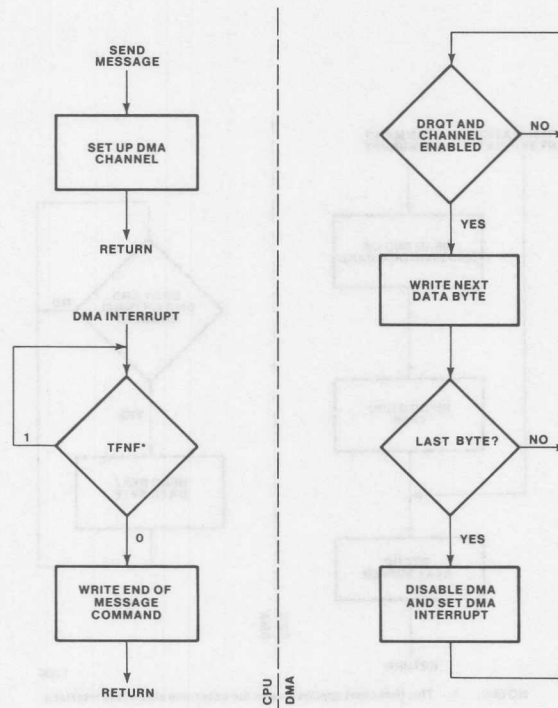 SEND
MESSAGE
SET UP DMA
CHANNEL
RETURN
DMA INTERRUPT
1
TFNF*
0
WRITE END OF
MESSAGE
COMMAND
RETURN
CPU
DMA
DRQT AND
CHANNEL
ENABLED
NO
YES
WRITE NEXT
DATA BYTE
LAST BYTE?
NO
YES
DISABLE DMA
AND SET DMA
INTERRUPT